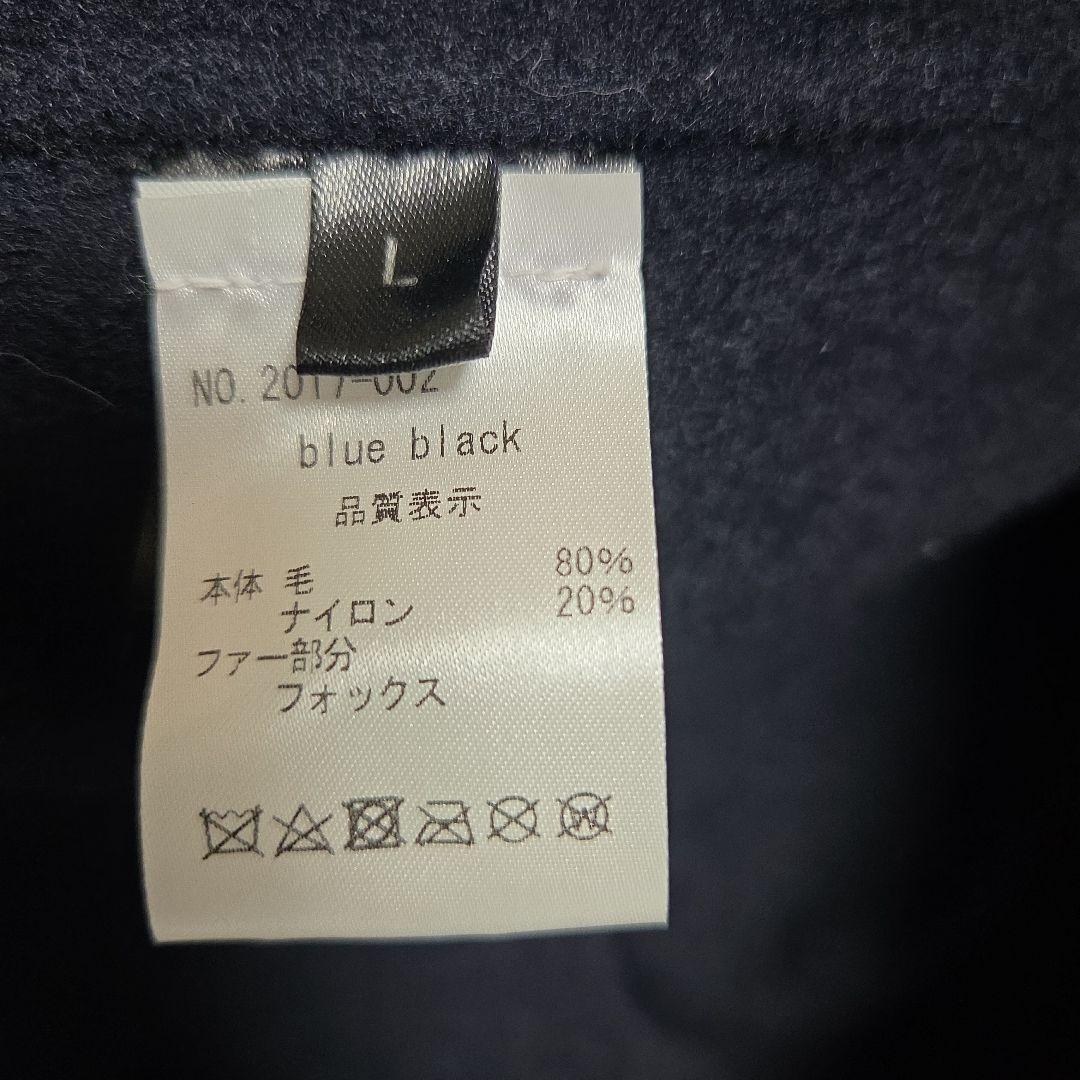 L
NO. 2017-002
blue black
品質表示
本体 毛 80%
ナイロン 20%
ファー部分
フォックス
W